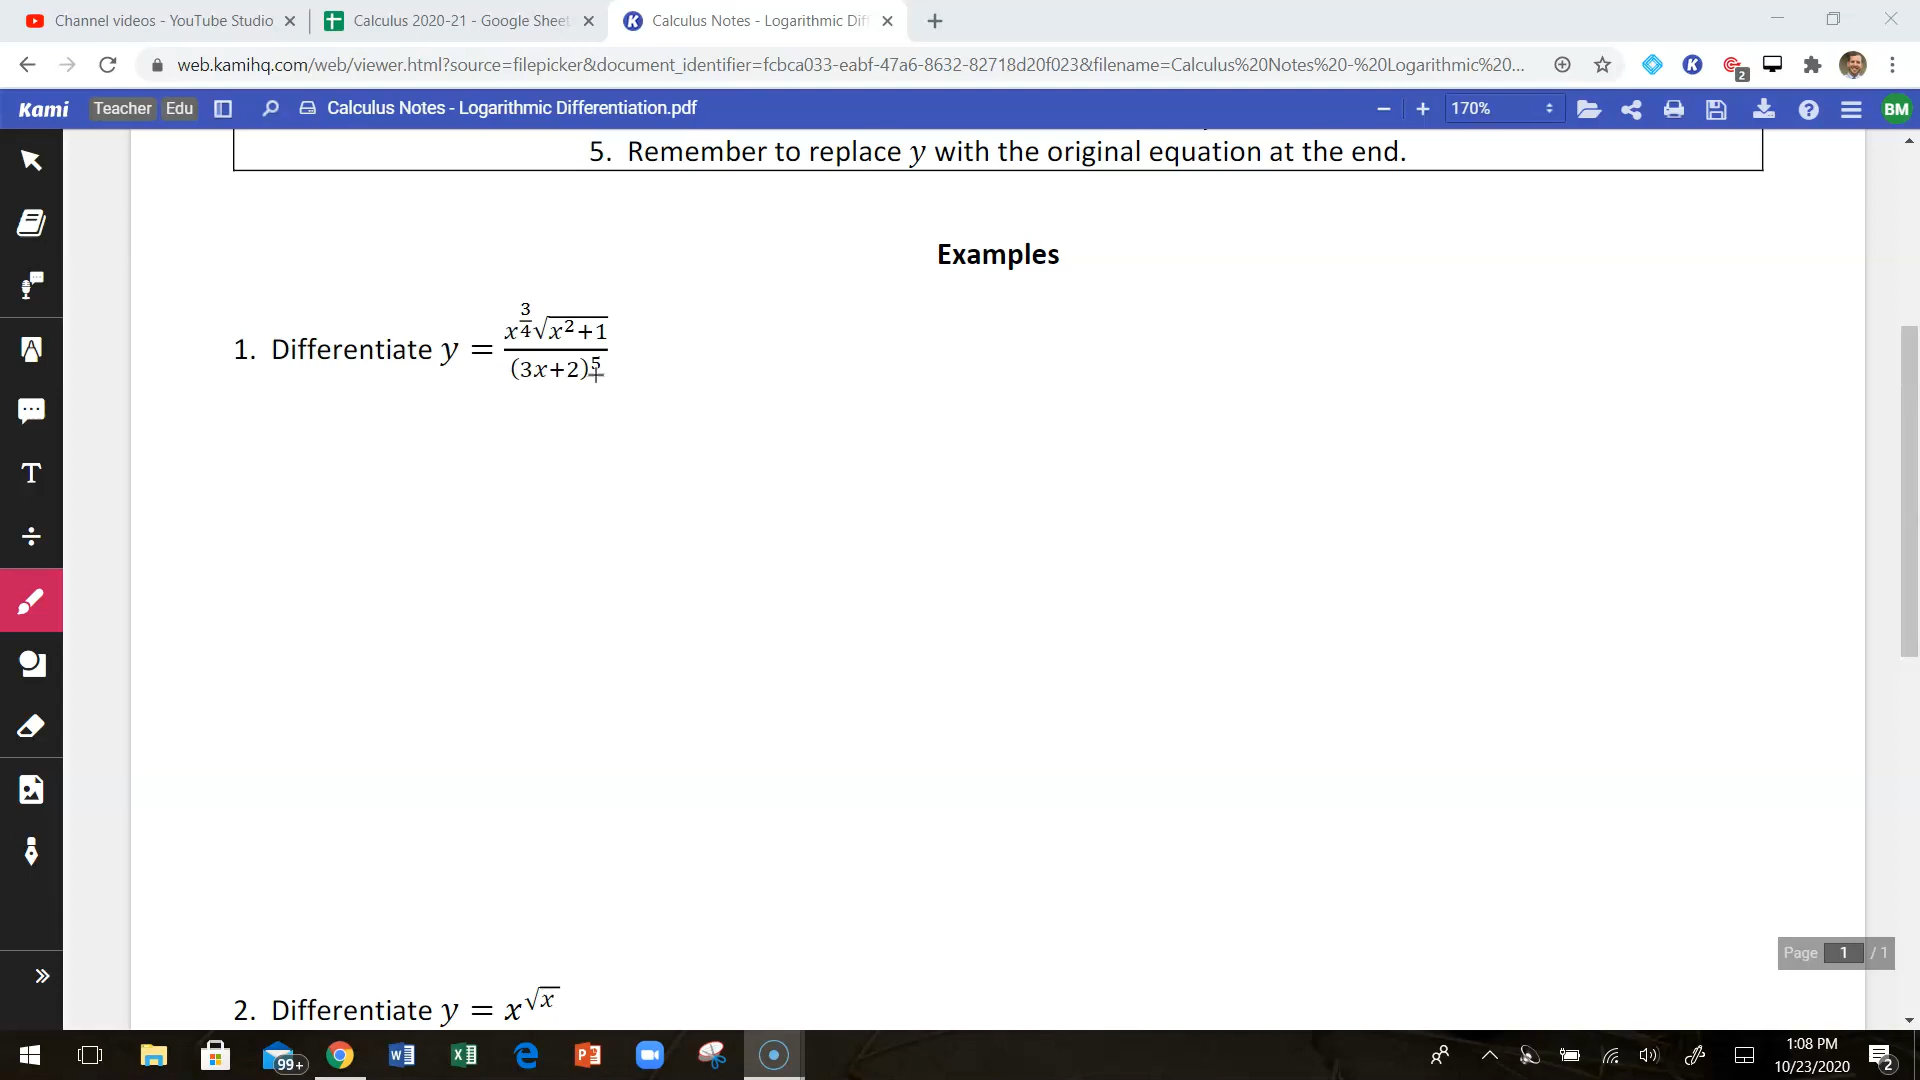 Channel videos - YouTube Studio
Calculus 2020-21 - Google Sheet
Calculus Notes - Logarithmic Diff
web.kamihq.com/web/viewer.html?source=filepicker&document_identifier=fcbca033-eabf-47a6-8632-82718d20f023&filename=Calculus%20Notes%20-%20Logarithmic%20...
2
Kami Teacher Edu Calculus Notes - Logarithmic Differentiation.pdf 170% BM
5. Remember to replace y with the original equation at the end.
Examples
1. Differentiate y = x^(3/4)√(x²+1) / (3x+2)⁵
2. Differentiate y = x^√x
Page 1 / 1
99+
1:08 PM
10/23/2020
2